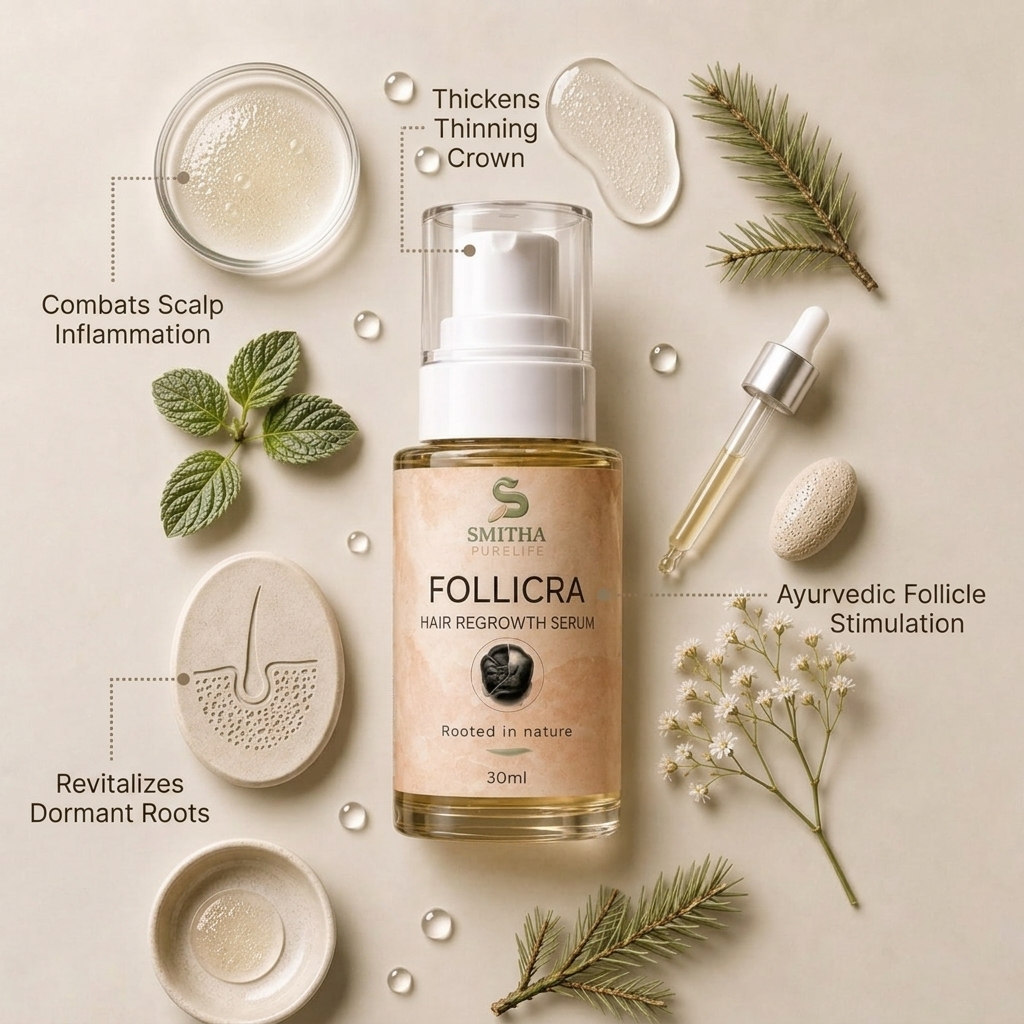 Thickens
Thinning
Crown
Combats Scalp
Inflammation
SMITHA
PURELIFE
FOLLICRA
HAIR REGROWTH SERUM
Rooted in nature
30ml
Ayurvedic Follicle
Stimulation
Revitalizes
Dormant Roots